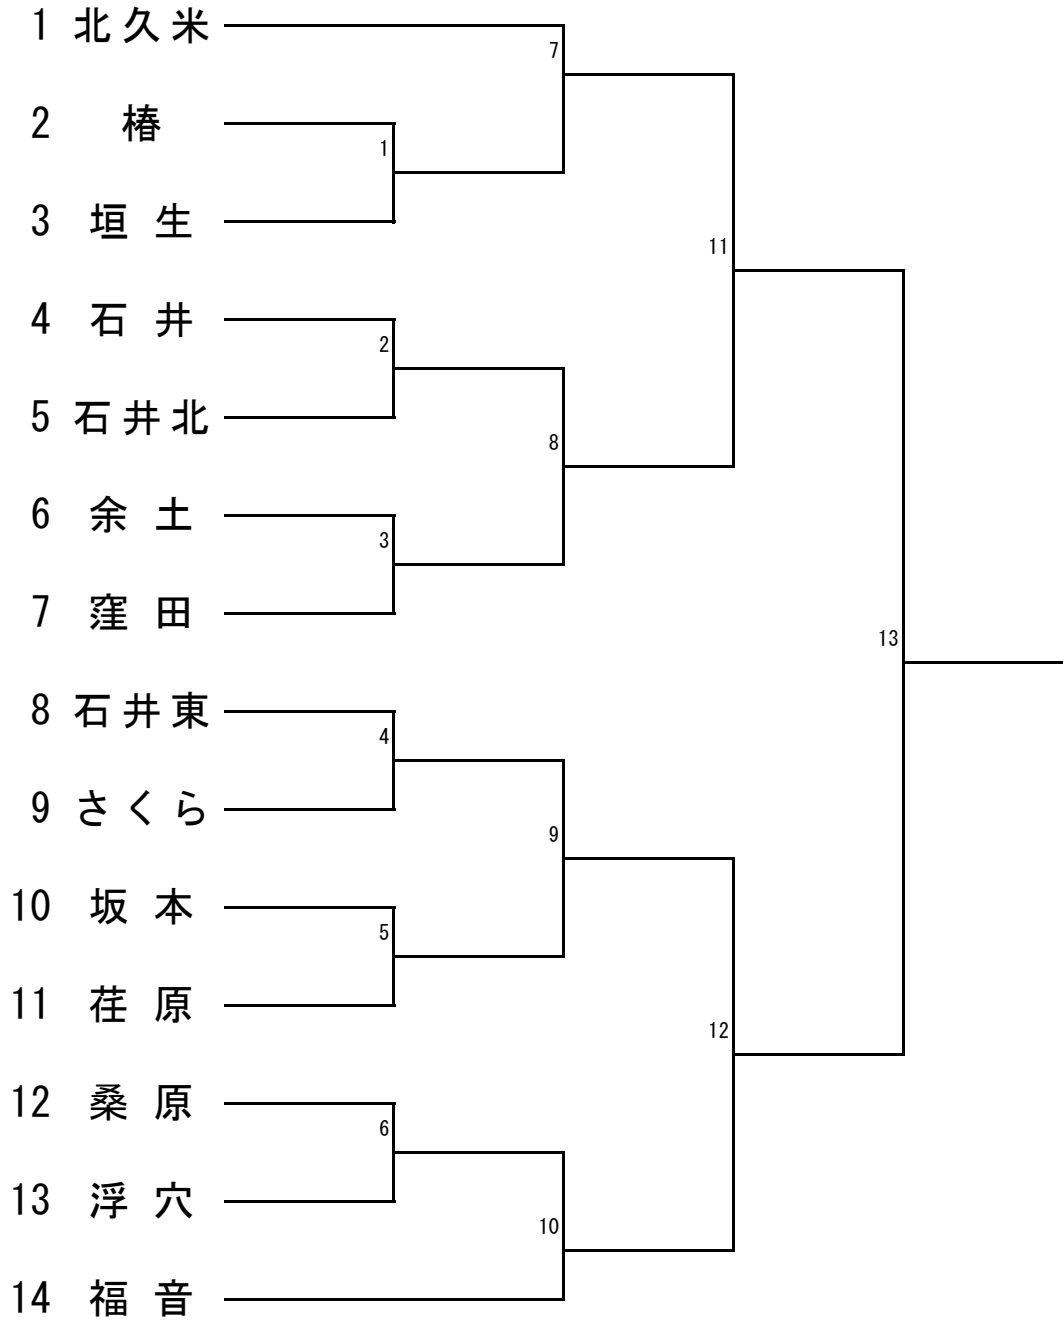 1 北久米
7
2 椿
1
3 垣生
11
4 石井
2
5 石井北
8
6 余土
3
7 窪田
13
8 石井東
4
9 さくら
9
10 坂本
5
11 荏原
12
12 桑原
6
13 浮穴
10
14 福音